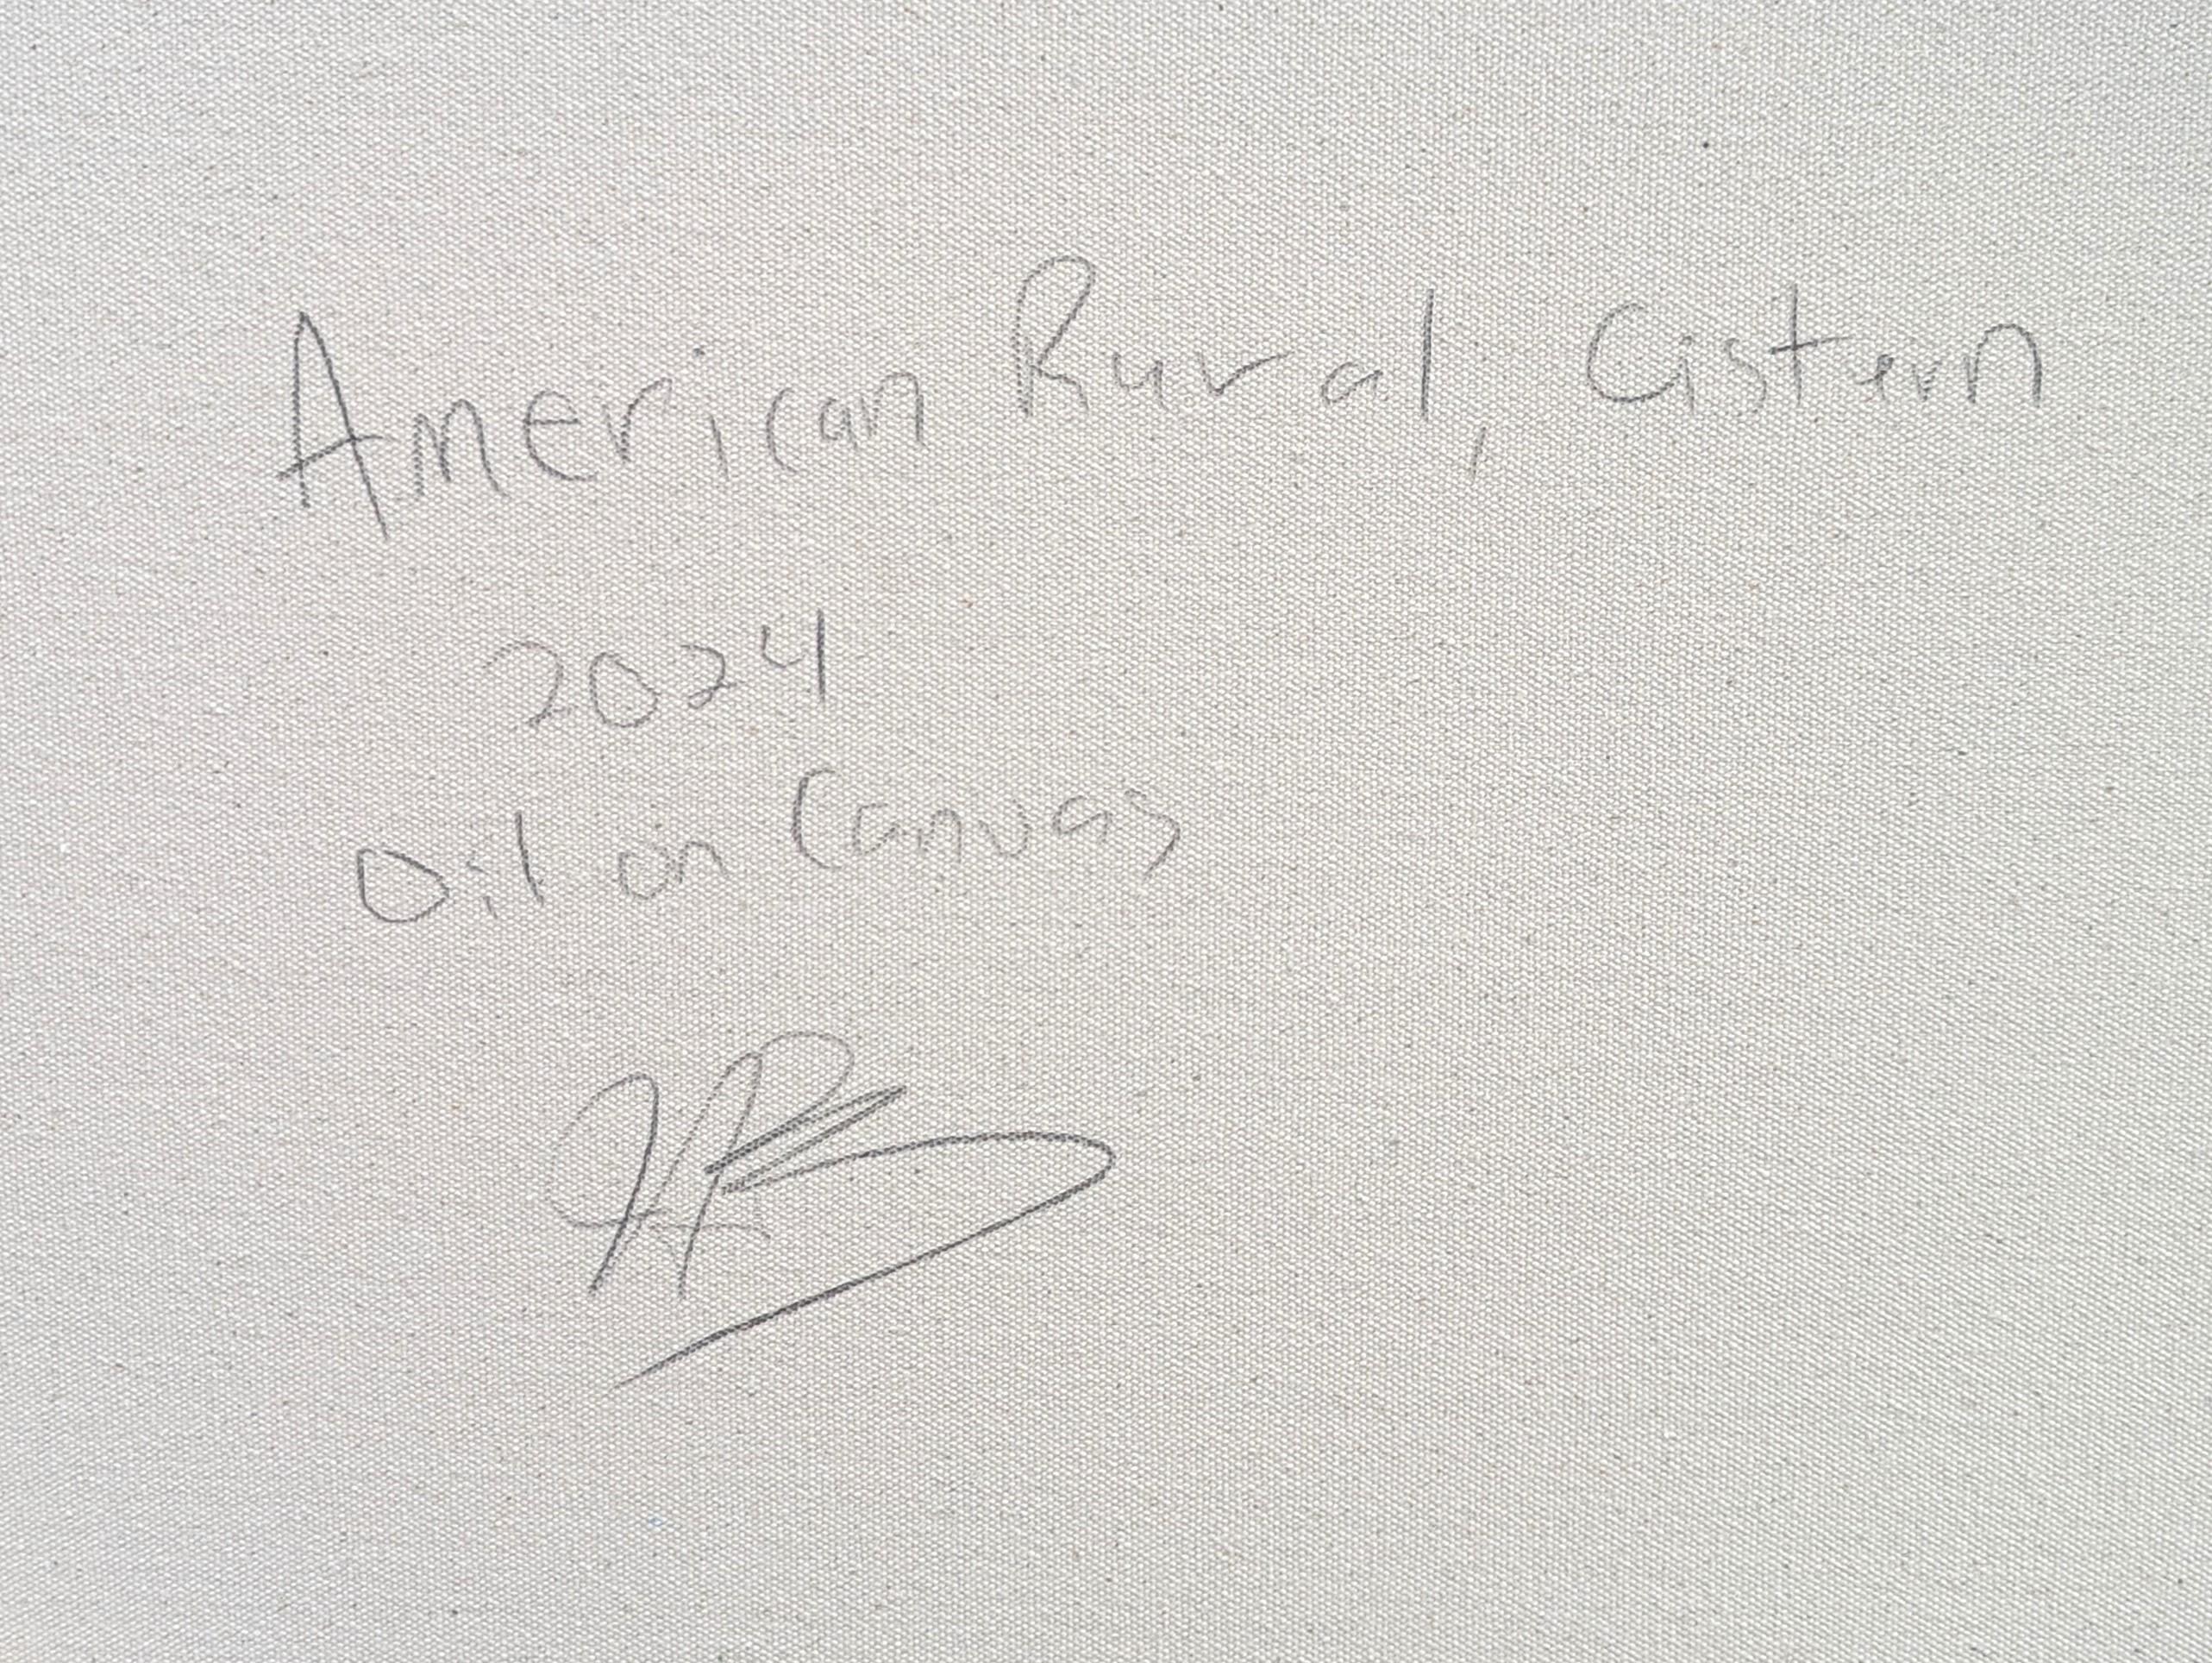 American Rural, Cistern
2024
Oil on Canvas